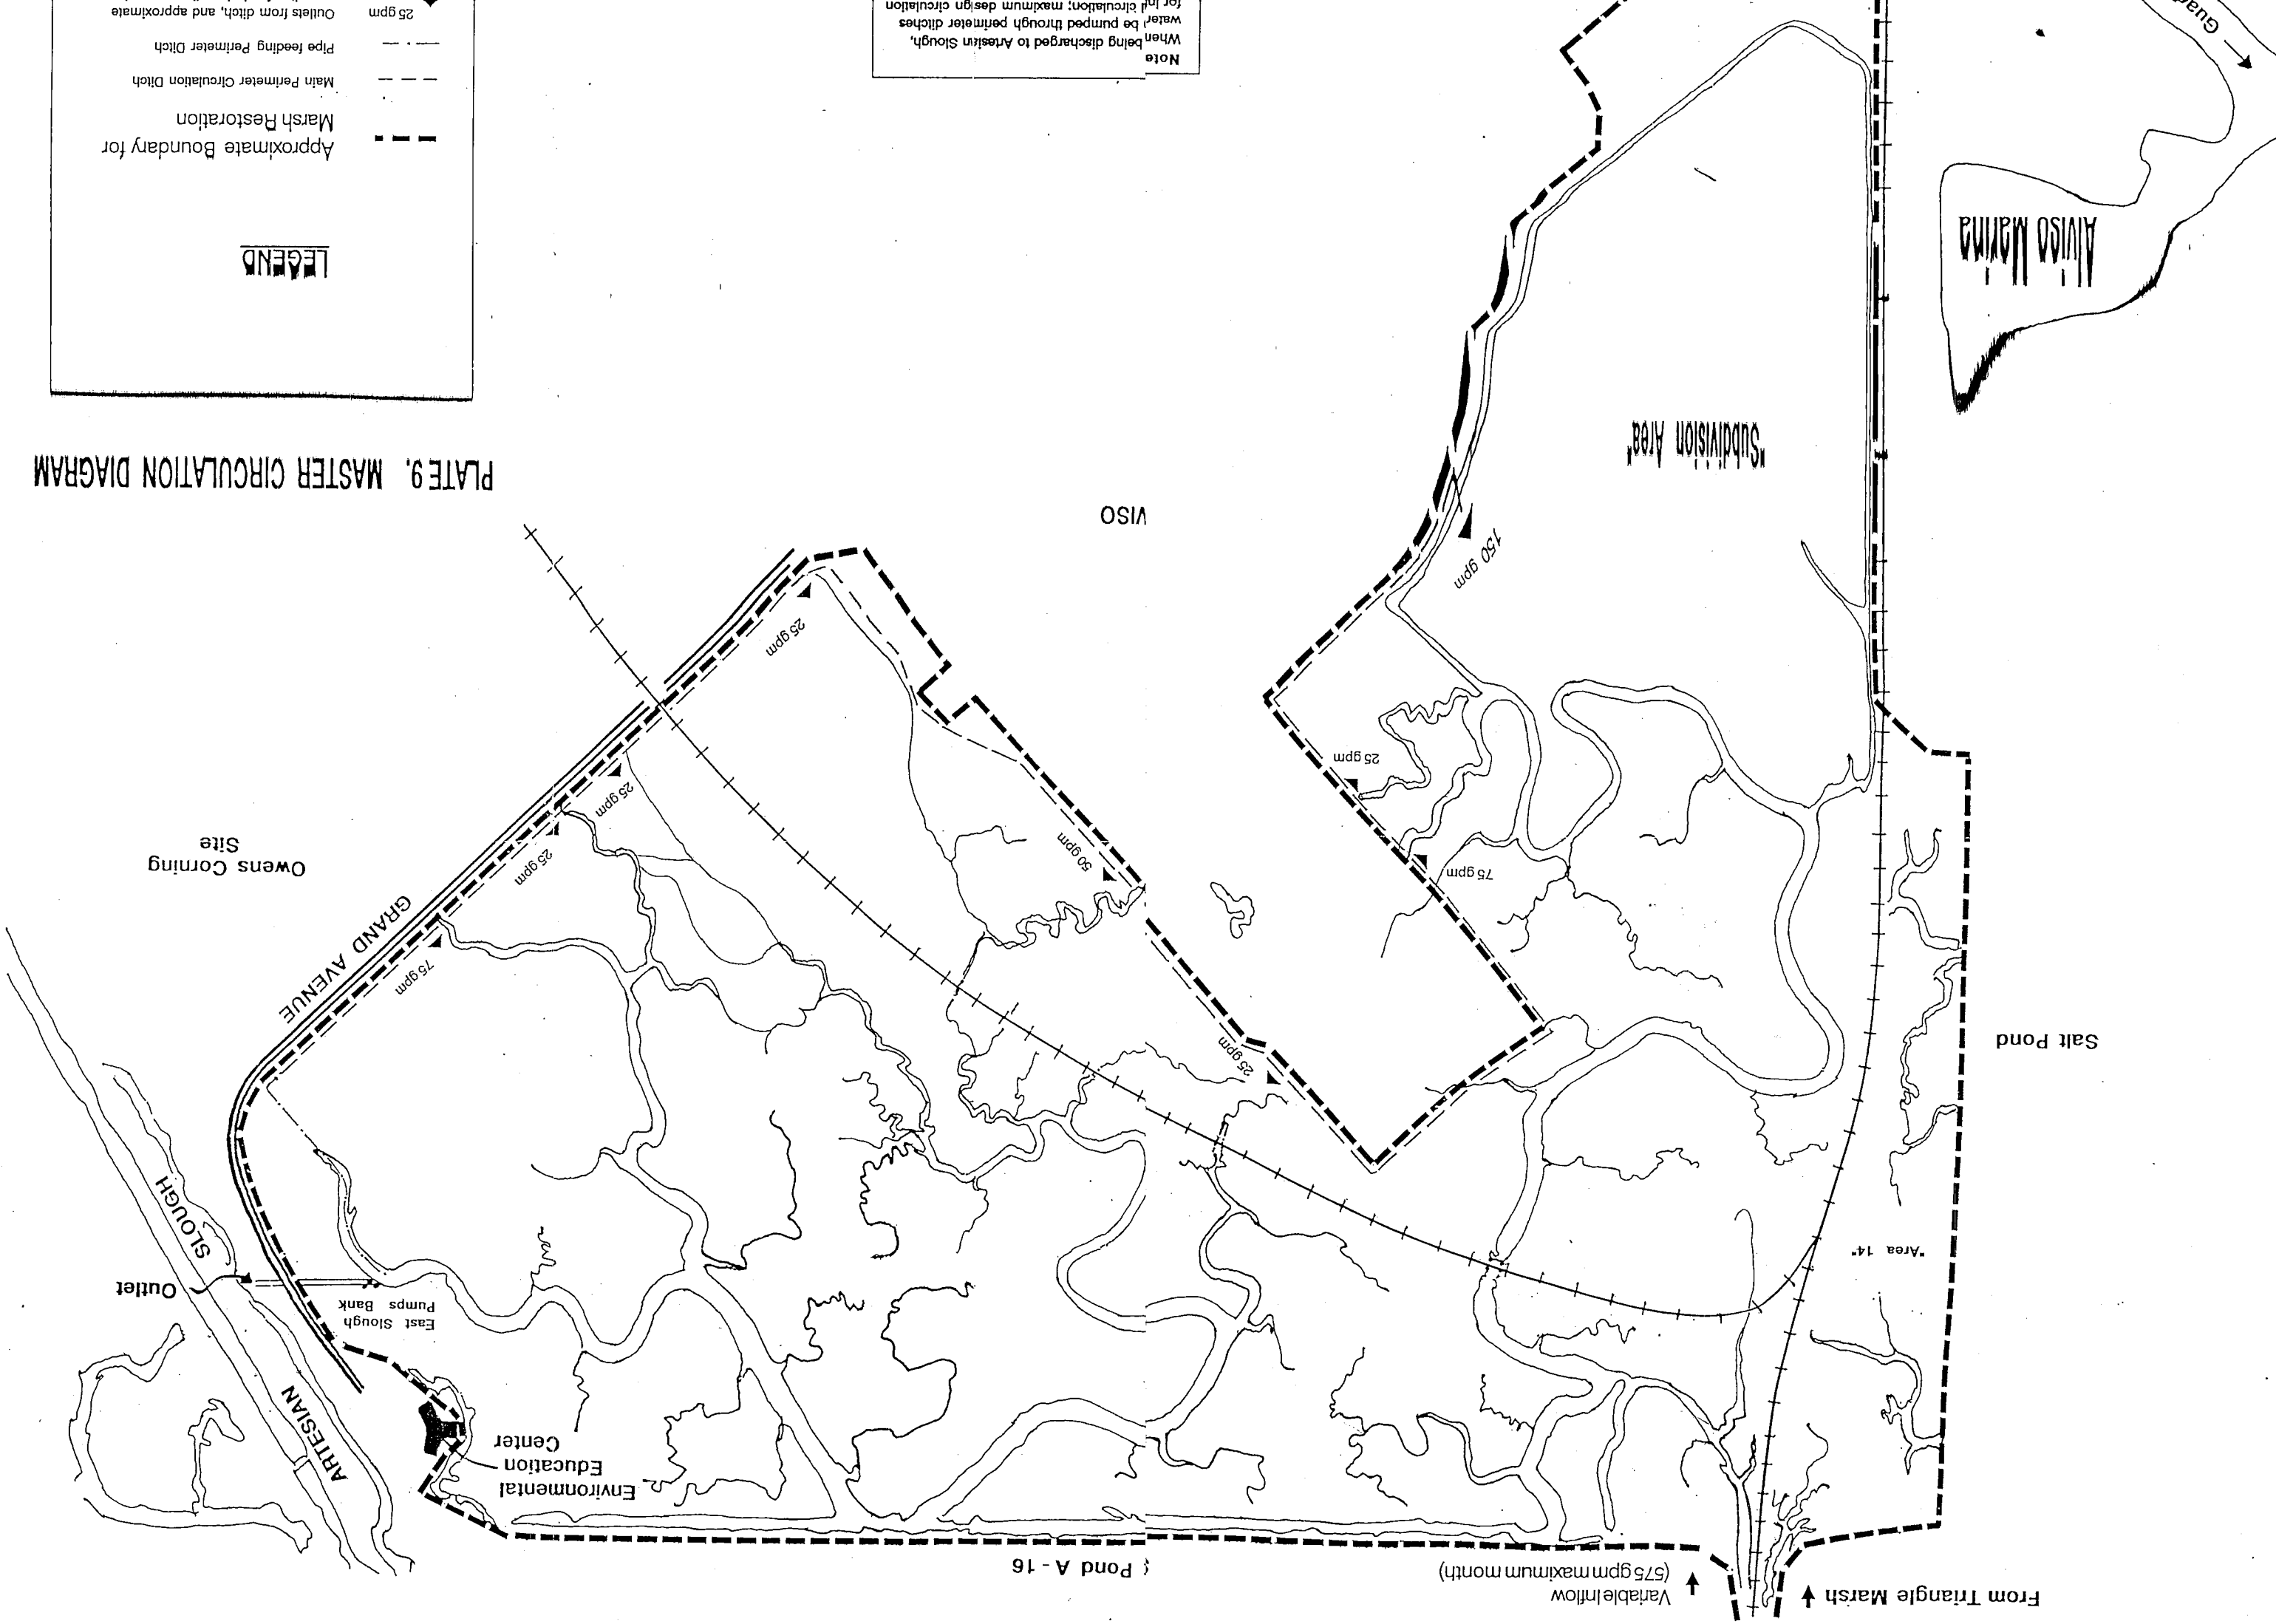 From Triangle Marsh
Variable Inflow
(575 gpm maximum month)
Pond A - 16
Environmental
Education
Center
ARTESIAN
SLOUGH
East Slough
Pumps Bank
Outlet
"Area 14"
Salt Pond
25 gpm
75 gpm
GRAND AVENUE
75 gpm
50 gpm
25 gpm
25 gpm
Owens Corning
Site
25 gpm
25 gpm
150 gpm
VISO
"Subdivision Area"
PLATE 9. MASTER CIRCULATION DIAGRAM
Alviso Marina
Guad
LEGEND
Approximate Boundary for
Marsh Restoration
Main Perimeter Circulation Ditch
Pipe feeding Perimeter Ditch
25 gpm Outlets from ditch, and approximate
Note
When being discharged to Artesian Slough,
water be pumped through perimeter ditches
for circulation; maximum design circulation